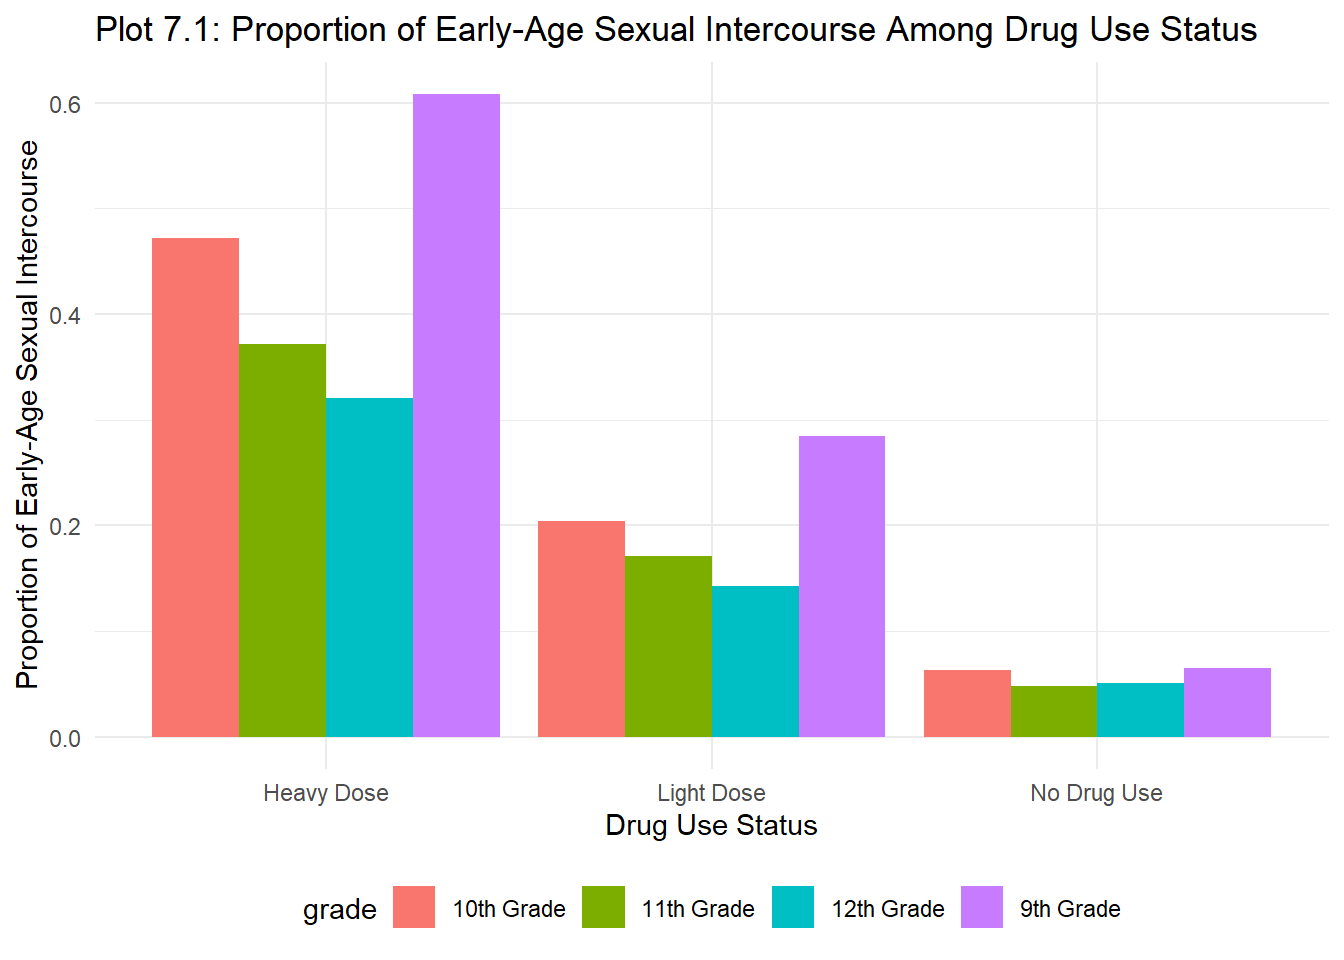 Plot 7.1: Proportion of Early-Age Sexual Intercourse Among Drug Use Status
Proportion of Early-Age Sexual Intercourse
0.6
0.4
0.2
0.0
Heavy Dose
Light Dose
No Drug Use
Drug Use Status
grade
10th Grade
11th Grade
12th Grade
9th Grade